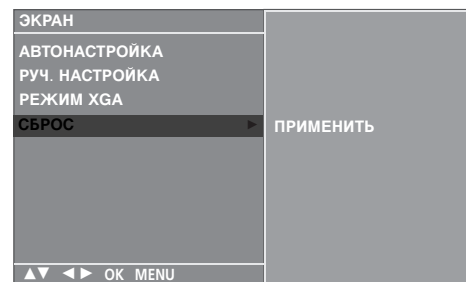 ЭКРАН
АВТОНАСТРОЙКА
РУЧ. НАСТРОЙКА
РЕЖИМ XGA
СБРОС ►
ПРИМЕНИТЬ
▲▼ ◄► OK MENU